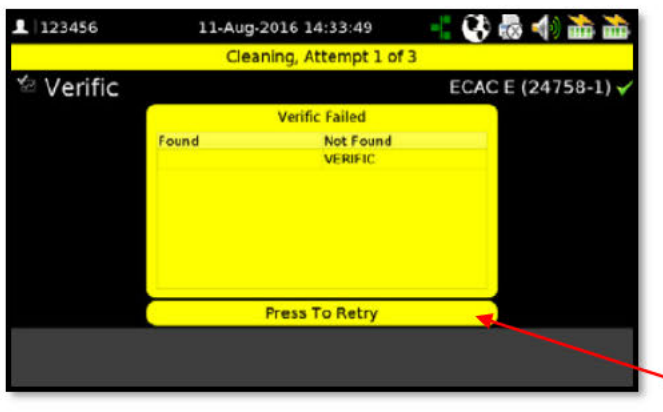 123456 11-Aug-2016 14:33:49
Cleaning, Attempt 1 of 3
Verific ECAC E (24758-1)
Verific Failed
Found Not Found
VERIFIC
Press To Retry